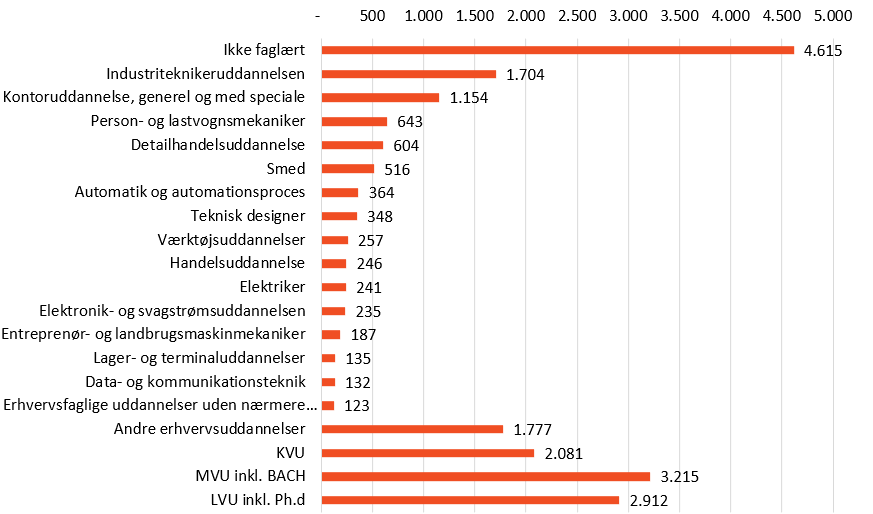 - 500 1.000 1.500 2.000 2.500 3.000 3.500 4.000 4.500 5.000
Ikke faglært 4.615
Industriteknikeruddannelsen 1.704
Kontoruddannelse, generel og med speciale 1.154
Person- og lastvognsmekaniker 643
Detailhandelsuddannelse 604
Smed 516
Automatik og automationsproces 364
Teknisk designer 348
Værktøjsuddannelser 257
Handelsuddannelse 246
Elektriker 241
Elektronik- og svagstrømsuddannelsen 235
Entreprenør- og landbrugsmaskinmekaniker 187
Lager- og terminaluddannelser 135
Data- og kommunikationsteknik 132
Erhvervsfaglige uddannelser uden nærmere... 123
Andre erhvervsuddannelser 1.777
KVU 2.081
MVU inkl. BACH 3.215
LVU inkl. Ph.d 2.912